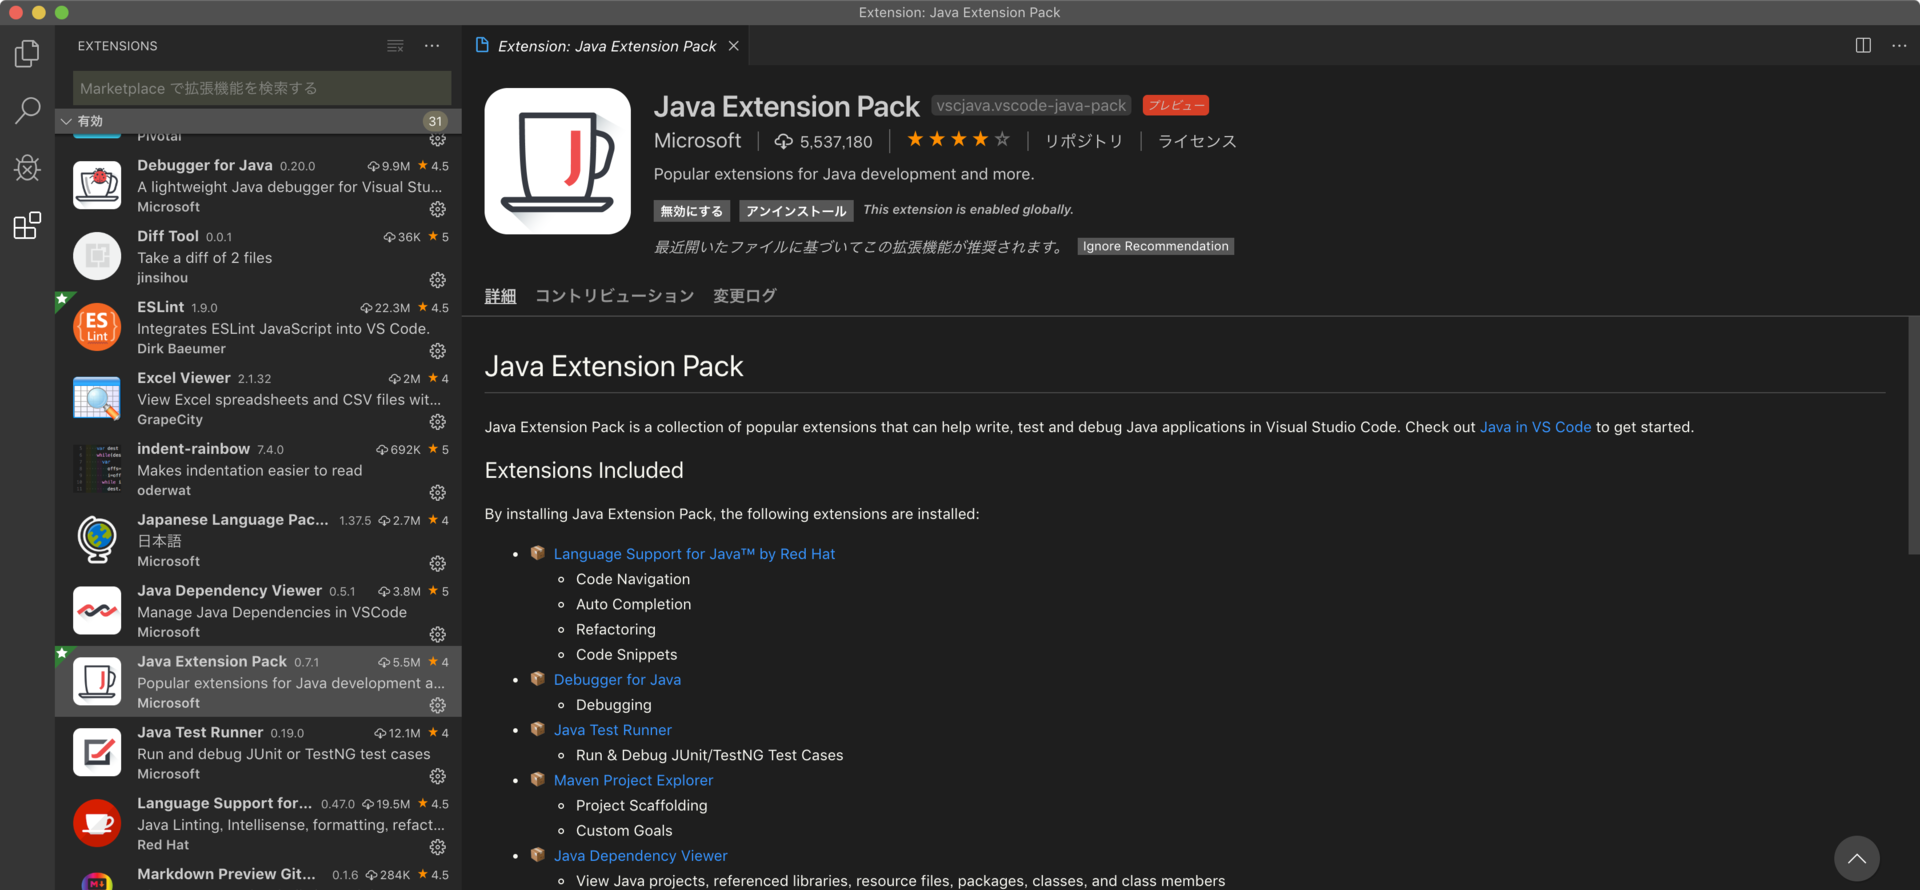 Extension: Java Extension Pack
EXTENSIONS
Marketplace で拡張機能を検索する
有効
31
Pivotal
Debugger for Java 0.20.0 9.9M 4.5
A lightweight Java debugger for Visual Stu...
Microsoft
Diff Tool 0.0.1 36K 5
Take a diff of 2 files
jinsihou
ES
Lint
ESLint 1.9.0 22.3M 4.5
Integrates ESLint JavaScript into VS Code.
Dirk Baeumer
Excel Viewer 2.1.32 2M 4
View Excel spreadsheets and CSV files wit...
GrapeCity
indent-rainbow 7.4.0 692K 5
Makes indentation easier to read
oderwat
Japanese Language Pac... 1.37.5 2.7M 4
日本語
Microsoft
Java Dependency Viewer 0.5.1 3.8M 5
Manage Java Dependencies in VSCode
Microsoft
Java Extension Pack 0.7.1 5.5M 4
Popular extensions for Java development a...
Microsoft
Java Test Runner 0.19.0 12.1M 4
Run and debug JUnit or TestNG test cases
Microsoft
Language Support for... 0.47.0 19.5M 4.5
Java Linting, Intellisense, formatting, refact...
Red Hat
Markdown Preview Git... 0.1.6 284K 4.5
Extension: Java Extension Pack
J
Java Extension Pack vscjava.vscode-java-pack プレビュー
Microsoft 5,537,180 リポジトリ ライセンス
Popular extensions for Java development and more.
無効にする アンインストール This extension is enabled globally.
最近開いたファイルに基づいてこの拡張機能が推奨されます。 Ignore Recommendation
詳細 コントリビューション 変更ログ
Java Extension Pack
Java Extension Pack is a collection of popular extensions that can help write, test and debug Java applications in Visual Studio Code. Check out Java in VS Code to get started.
Extensions Included
By installing Java Extension Pack, the following extensions are installed:
Language Support for Java™ by Red Hat
Code Navigation
Auto Completion
Refactoring
Code Snippets
Debugger for Java
Debugging
Java Test Runner
Run & Debug JUnit/TestNG Test Cases
Maven Project Explorer
Project Scaffolding
Custom Goals
Java Dependency Viewer
View Java projects, referenced libraries, resource files, packages, classes, and class members